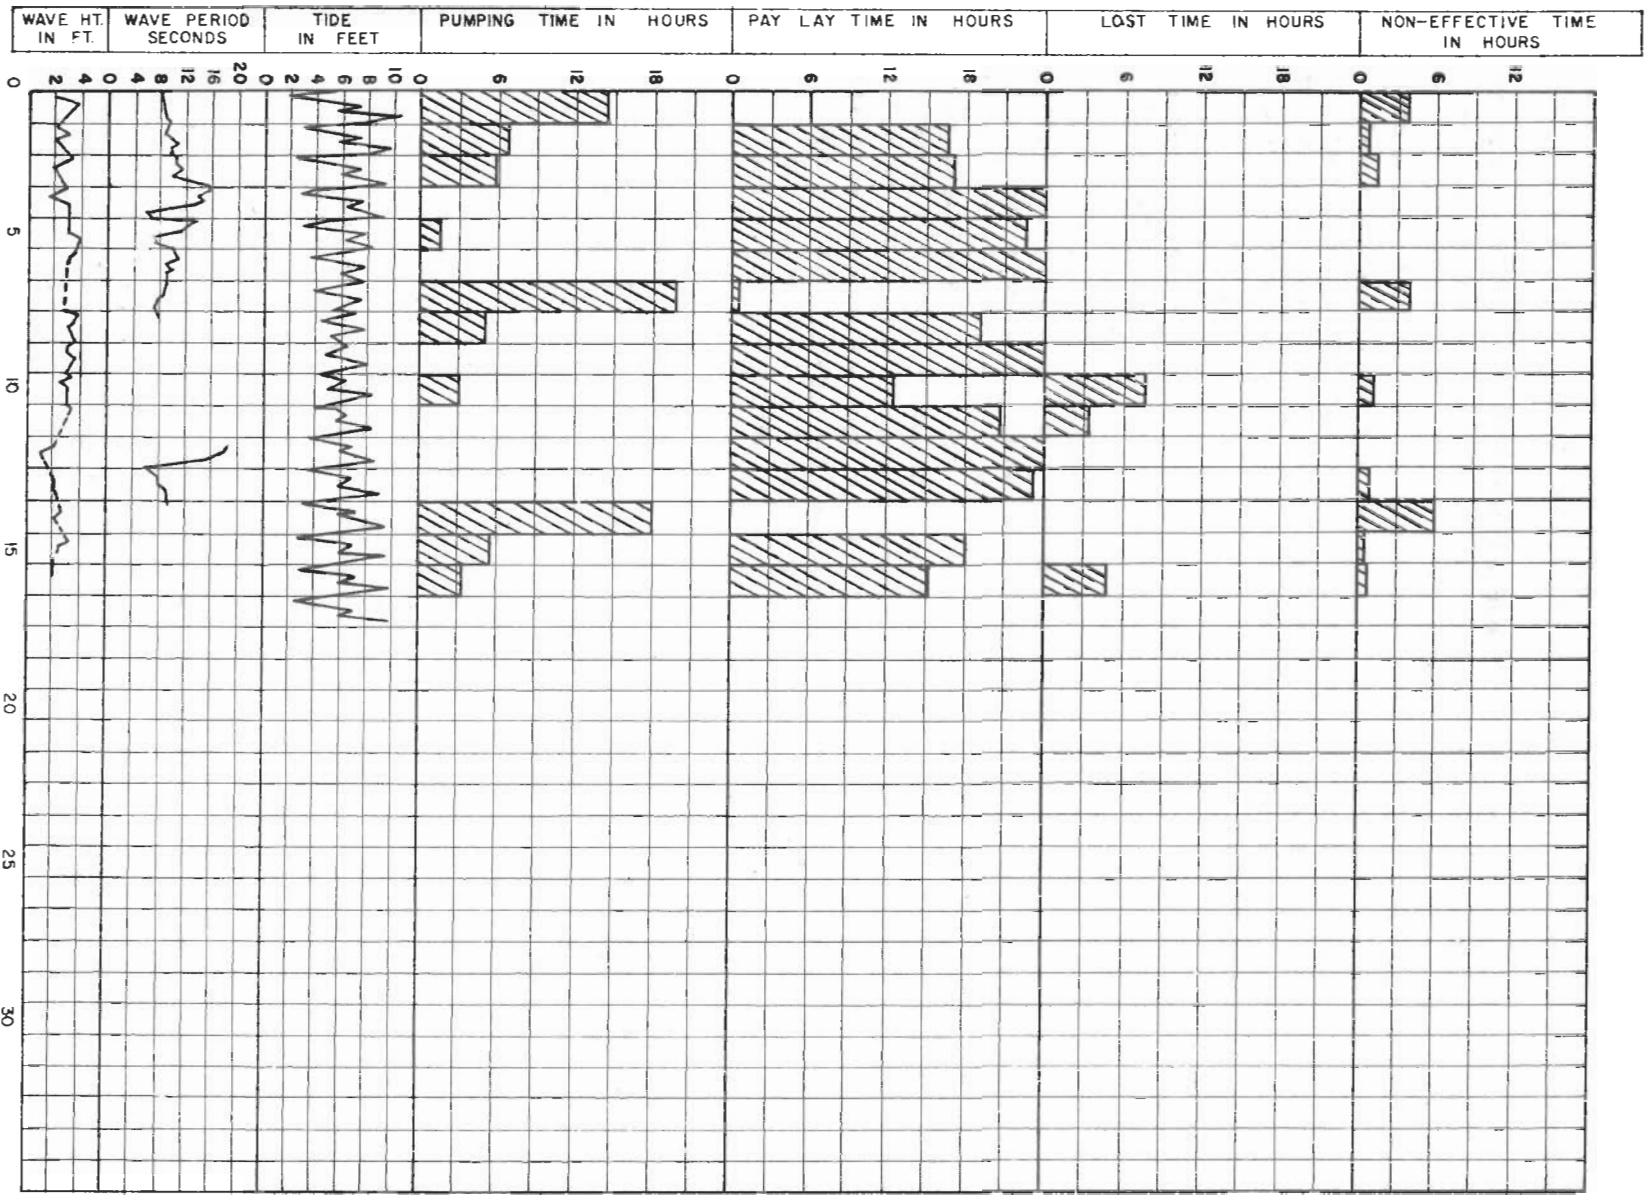 WAVE HT. IN FT.
WAVE PERIOD SECONDS
TIDE IN FEET
PUMPING TIME IN HOURS
PAY LAY TIME IN HOURS
LOST TIME IN HOURS
NON-EFFECTIVE TIME IN HOURS
0 2 4 0 4 8 12 16 20 0 2 4 6 8 10 0 6 12 18 0 6 12 18 0 6 12 18 0 6 12
0
5
10
15
20
25
30